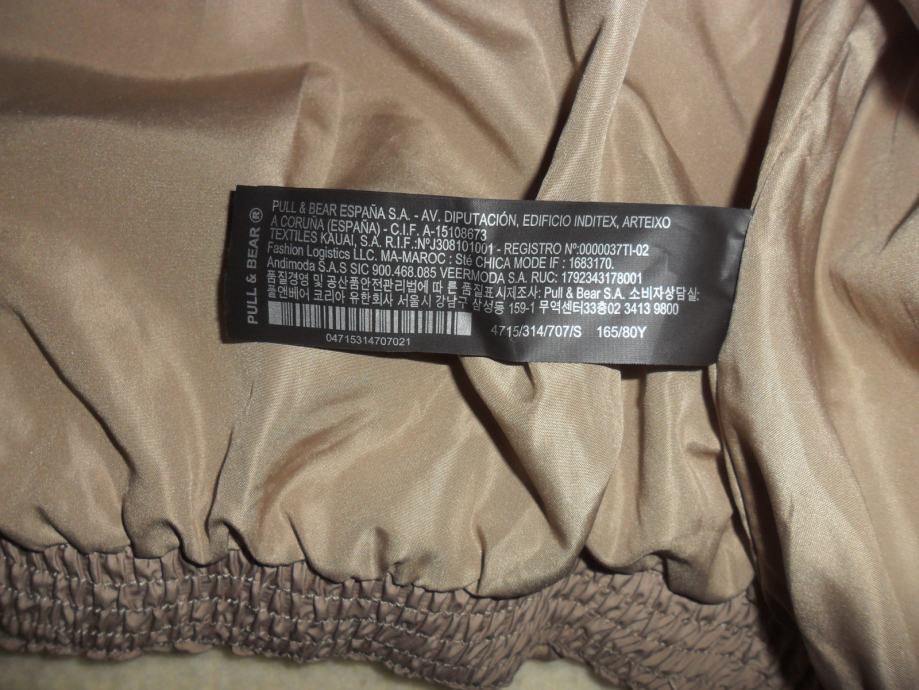 PULL & BEAR ®
PULL & BEAR ESPAÑA S.A. - AV. DIPUTACIÓN, EDIFICIO INDITEX, ARTEIXO
A CORUÑA (ESPAÑA) - C.I.F. A-15108673
TEXTILES KAUAI, S.A. R.I.F.:NºJ308101001 - REGISTRO Nº:0000037TI-02
Fashion Logistics LLC. MA-MAROC : Sté CHICA MODE IF : 1683170.
Andimoda S.A.S SIC 900.468.085 VEERMODA S.A. RUC: 1792343178001
품질경영 및 공산품안전관리법에 따른 품질표시제조사: Pull & Bear S.A. 소비자상담실:
풀앤베어 코리아 유한회사 서울시 강남구 삼성동 159-1 무역센터33층02 3413 9800
4715/314/707/S 165/80Y
04715314707021